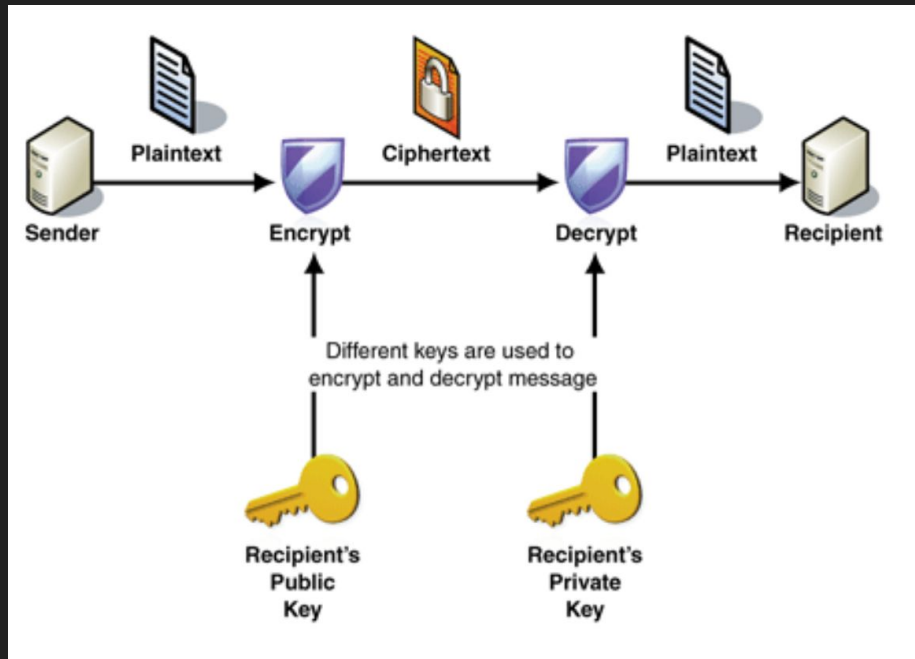 Plaintext
Ciphertext
Plaintext
Sender
Encrypt
Decrypt
Recipient
Different keys are used to
encrypt and decrypt message
Recipient's
Public
Key
Recipient's
Private
Key